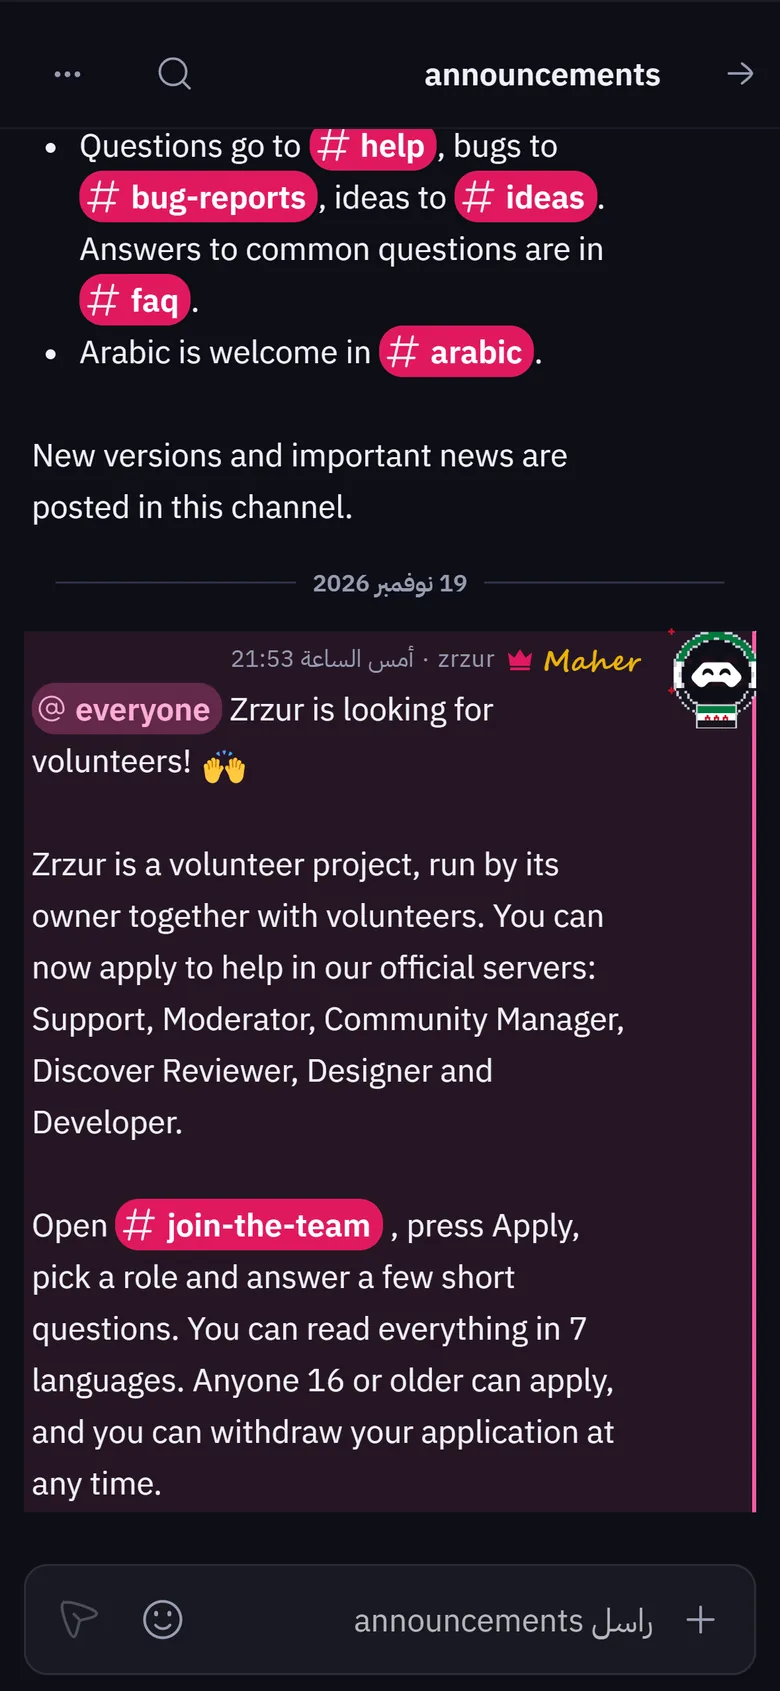 announcements
Questions go to # help, bugs to
# bug-reports, ideas to # ideas.
Answers to common questions are in
# faq.
Arabic is welcome in # arabic.
New versions and important news are
posted in this channel.
19 نوفمبر 2026
Maher zrzur · أمس الساعة 21:53
@everyone Zrzur is looking for
volunteers! 🙌
Zrzur is a volunteer project, run by its
owner together with volunteers. You can
now apply to help in our official servers:
Support, Moderator, Community Manager,
Discover Reviewer, Designer and
Developer.
Open # join-the-team , press Apply,
pick a role and answer a few short
questions. You can read everything in 7
languages. Anyone 16 or older can apply,
and you can withdraw your application at
any time.
راسل announcements